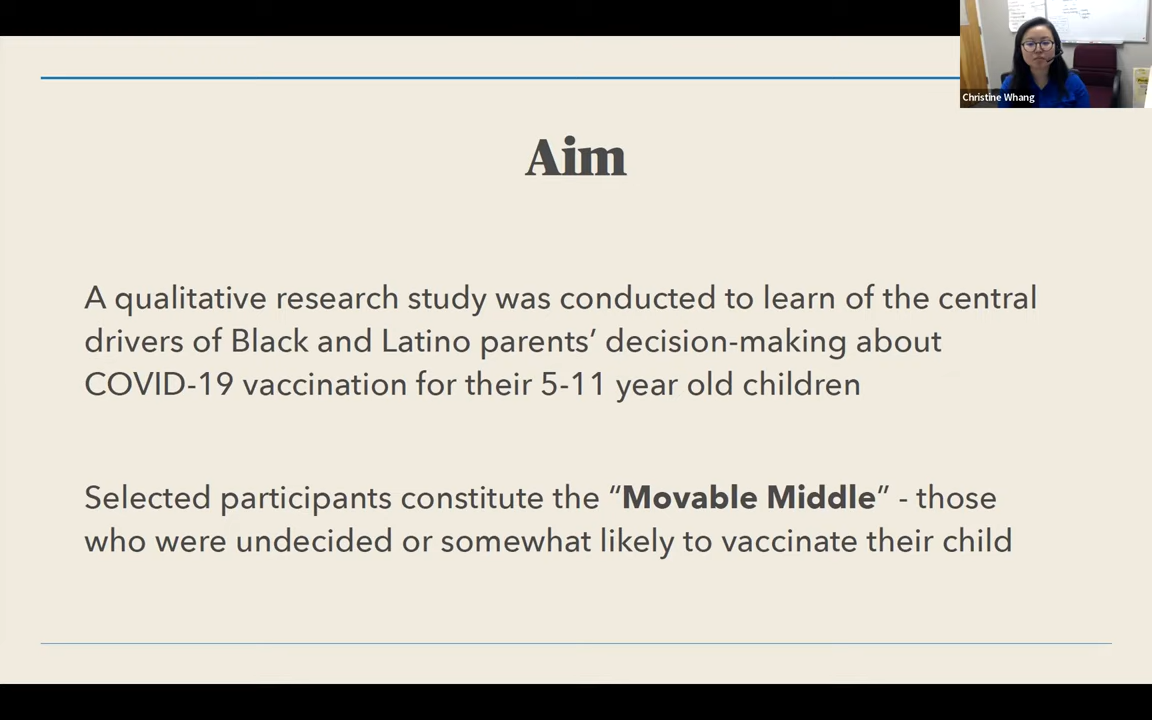 Christine Whang
Aim
A qualitative research study was conducted to learn of the central
drivers of Black and Latino parents’ decision-making about
COVID-19 vaccination for their 5-11 year old children
Selected participants constitute the “Movable Middle” - those
who were undecided or somewhat likely to vaccinate their child